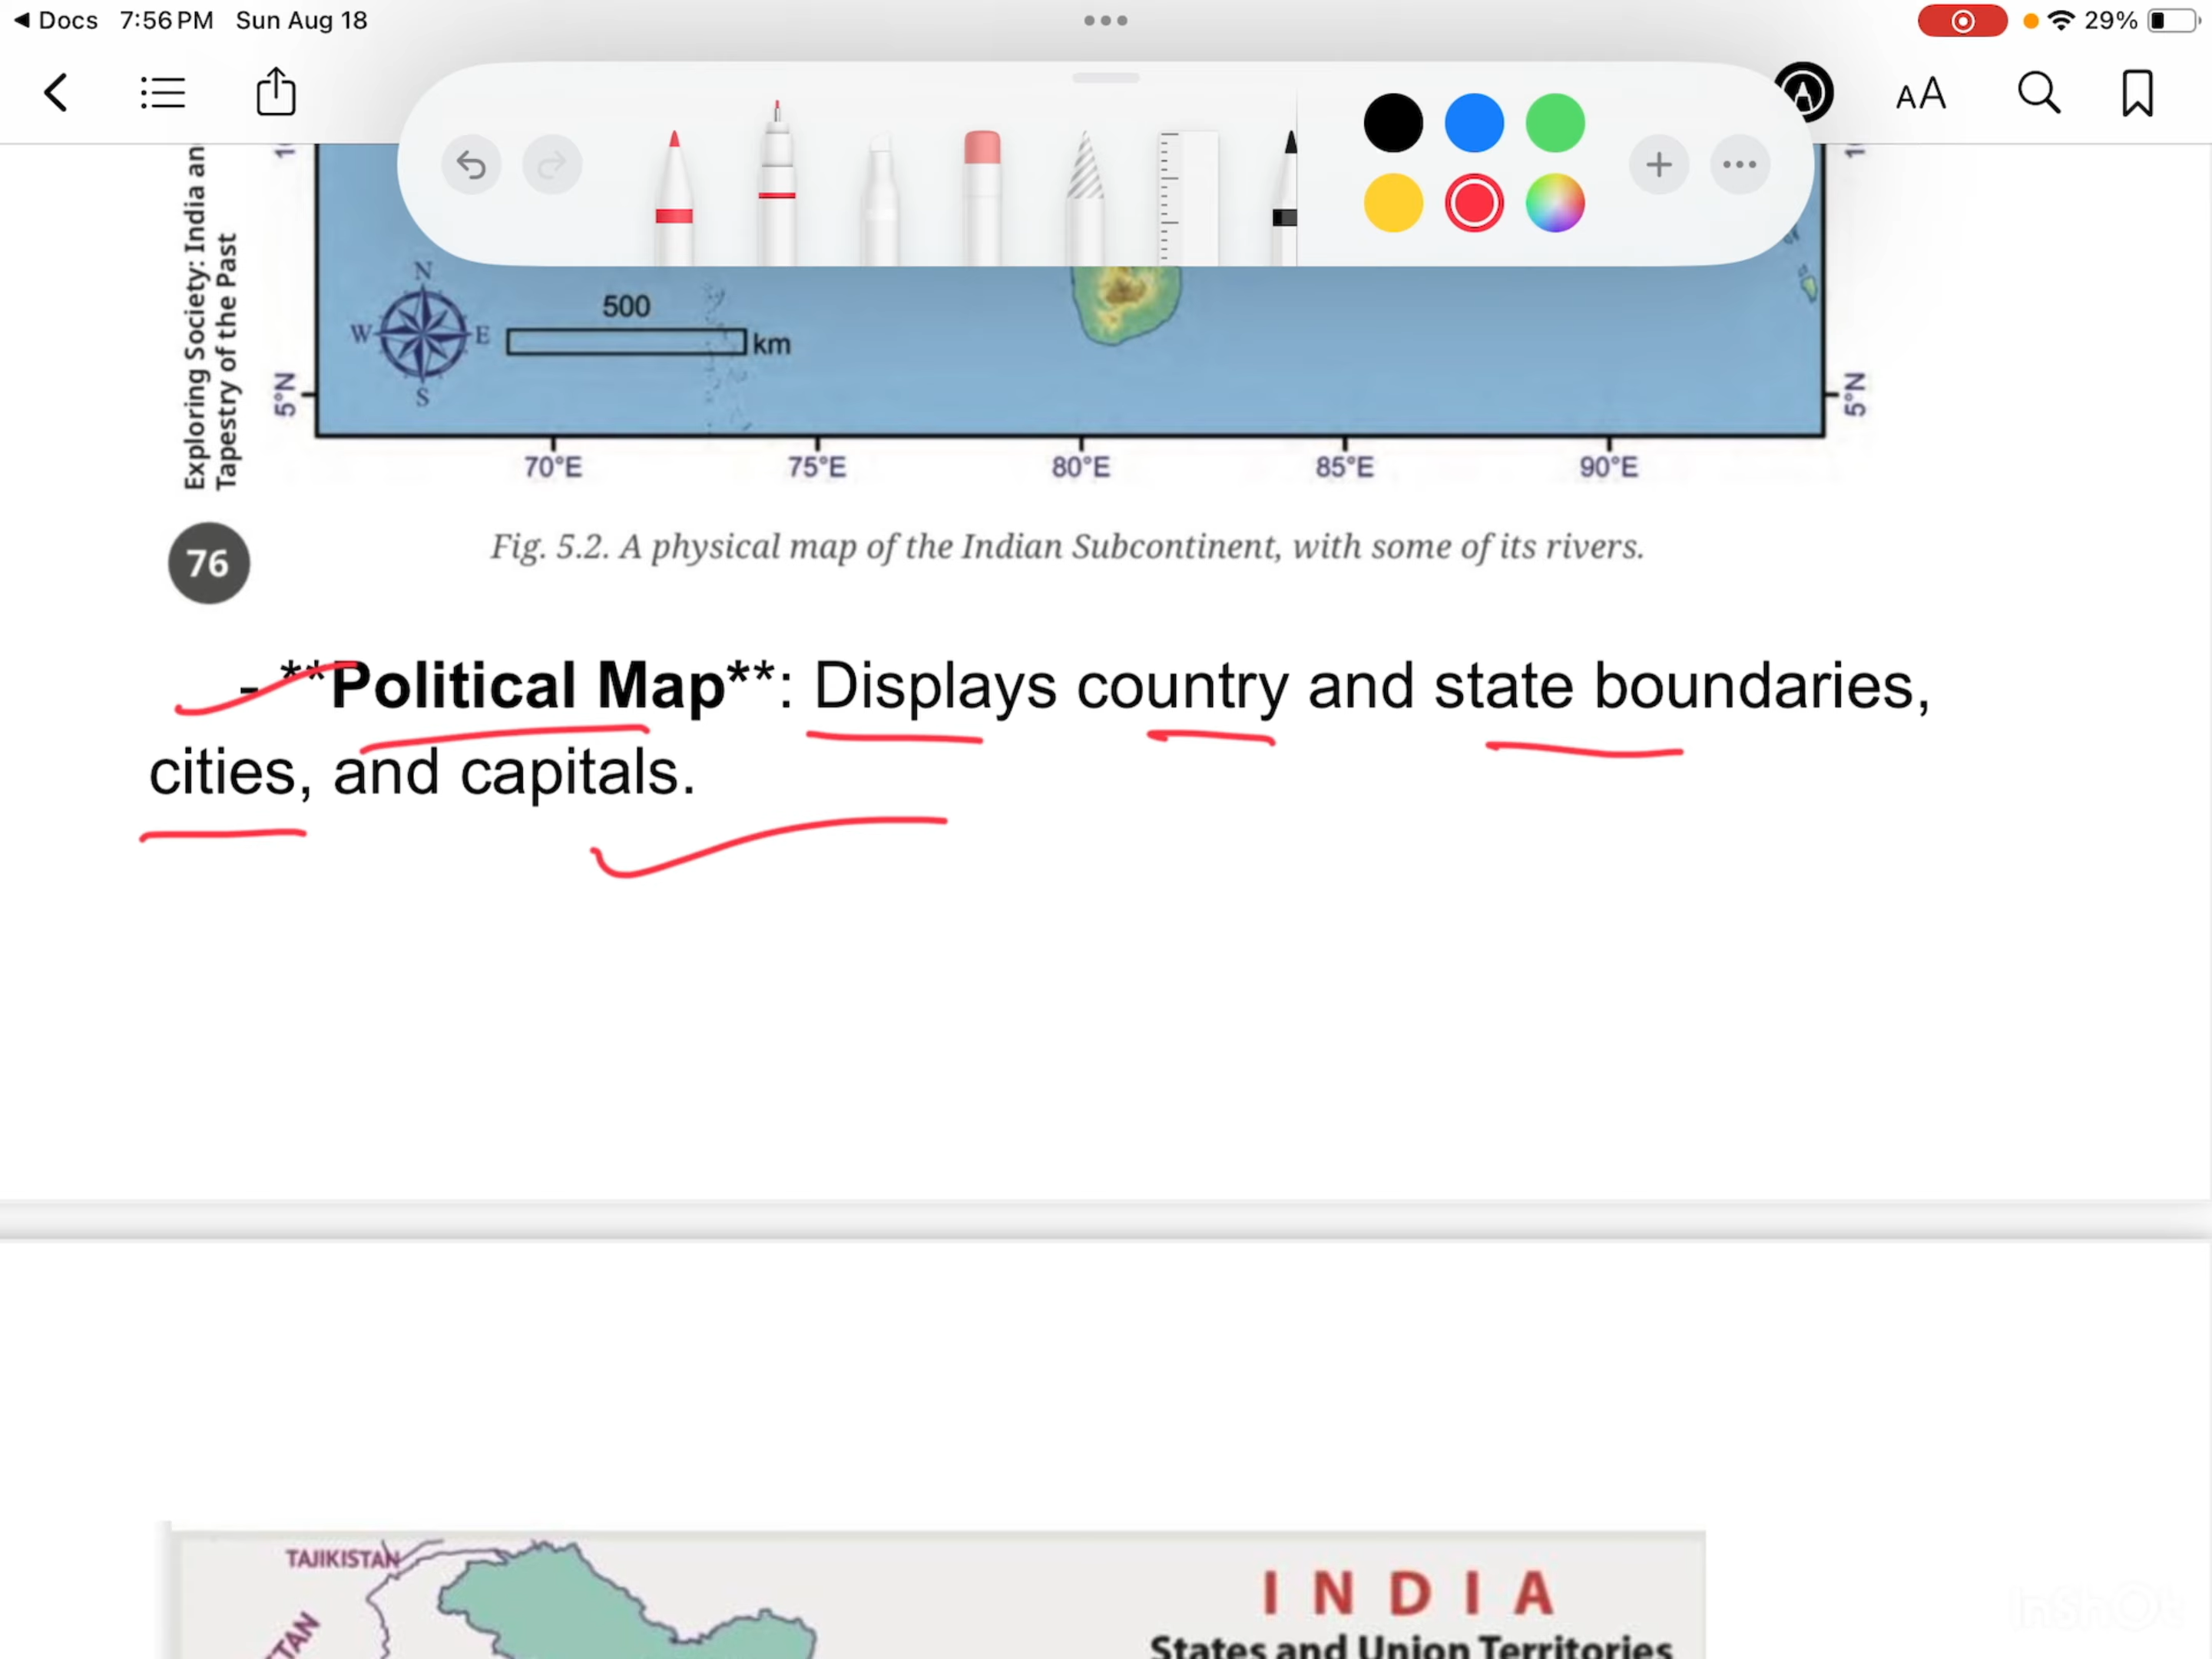 Docs 7:56 PM Sun Aug 18
29%
AA
Exploring Society: India an
Tapestry of the Past
N
W E
S
500
km
5°N
5°N
70°E 75°E 80°E 85°E 90°E
76
Fig. 5.2. A physical map of the Indian Subcontinent, with some of its rivers.
- **Political Map**: Displays country and state boundaries,
cities, and capitals.
TAJIKISTAN
TAN
INDIA
States and Union Territories